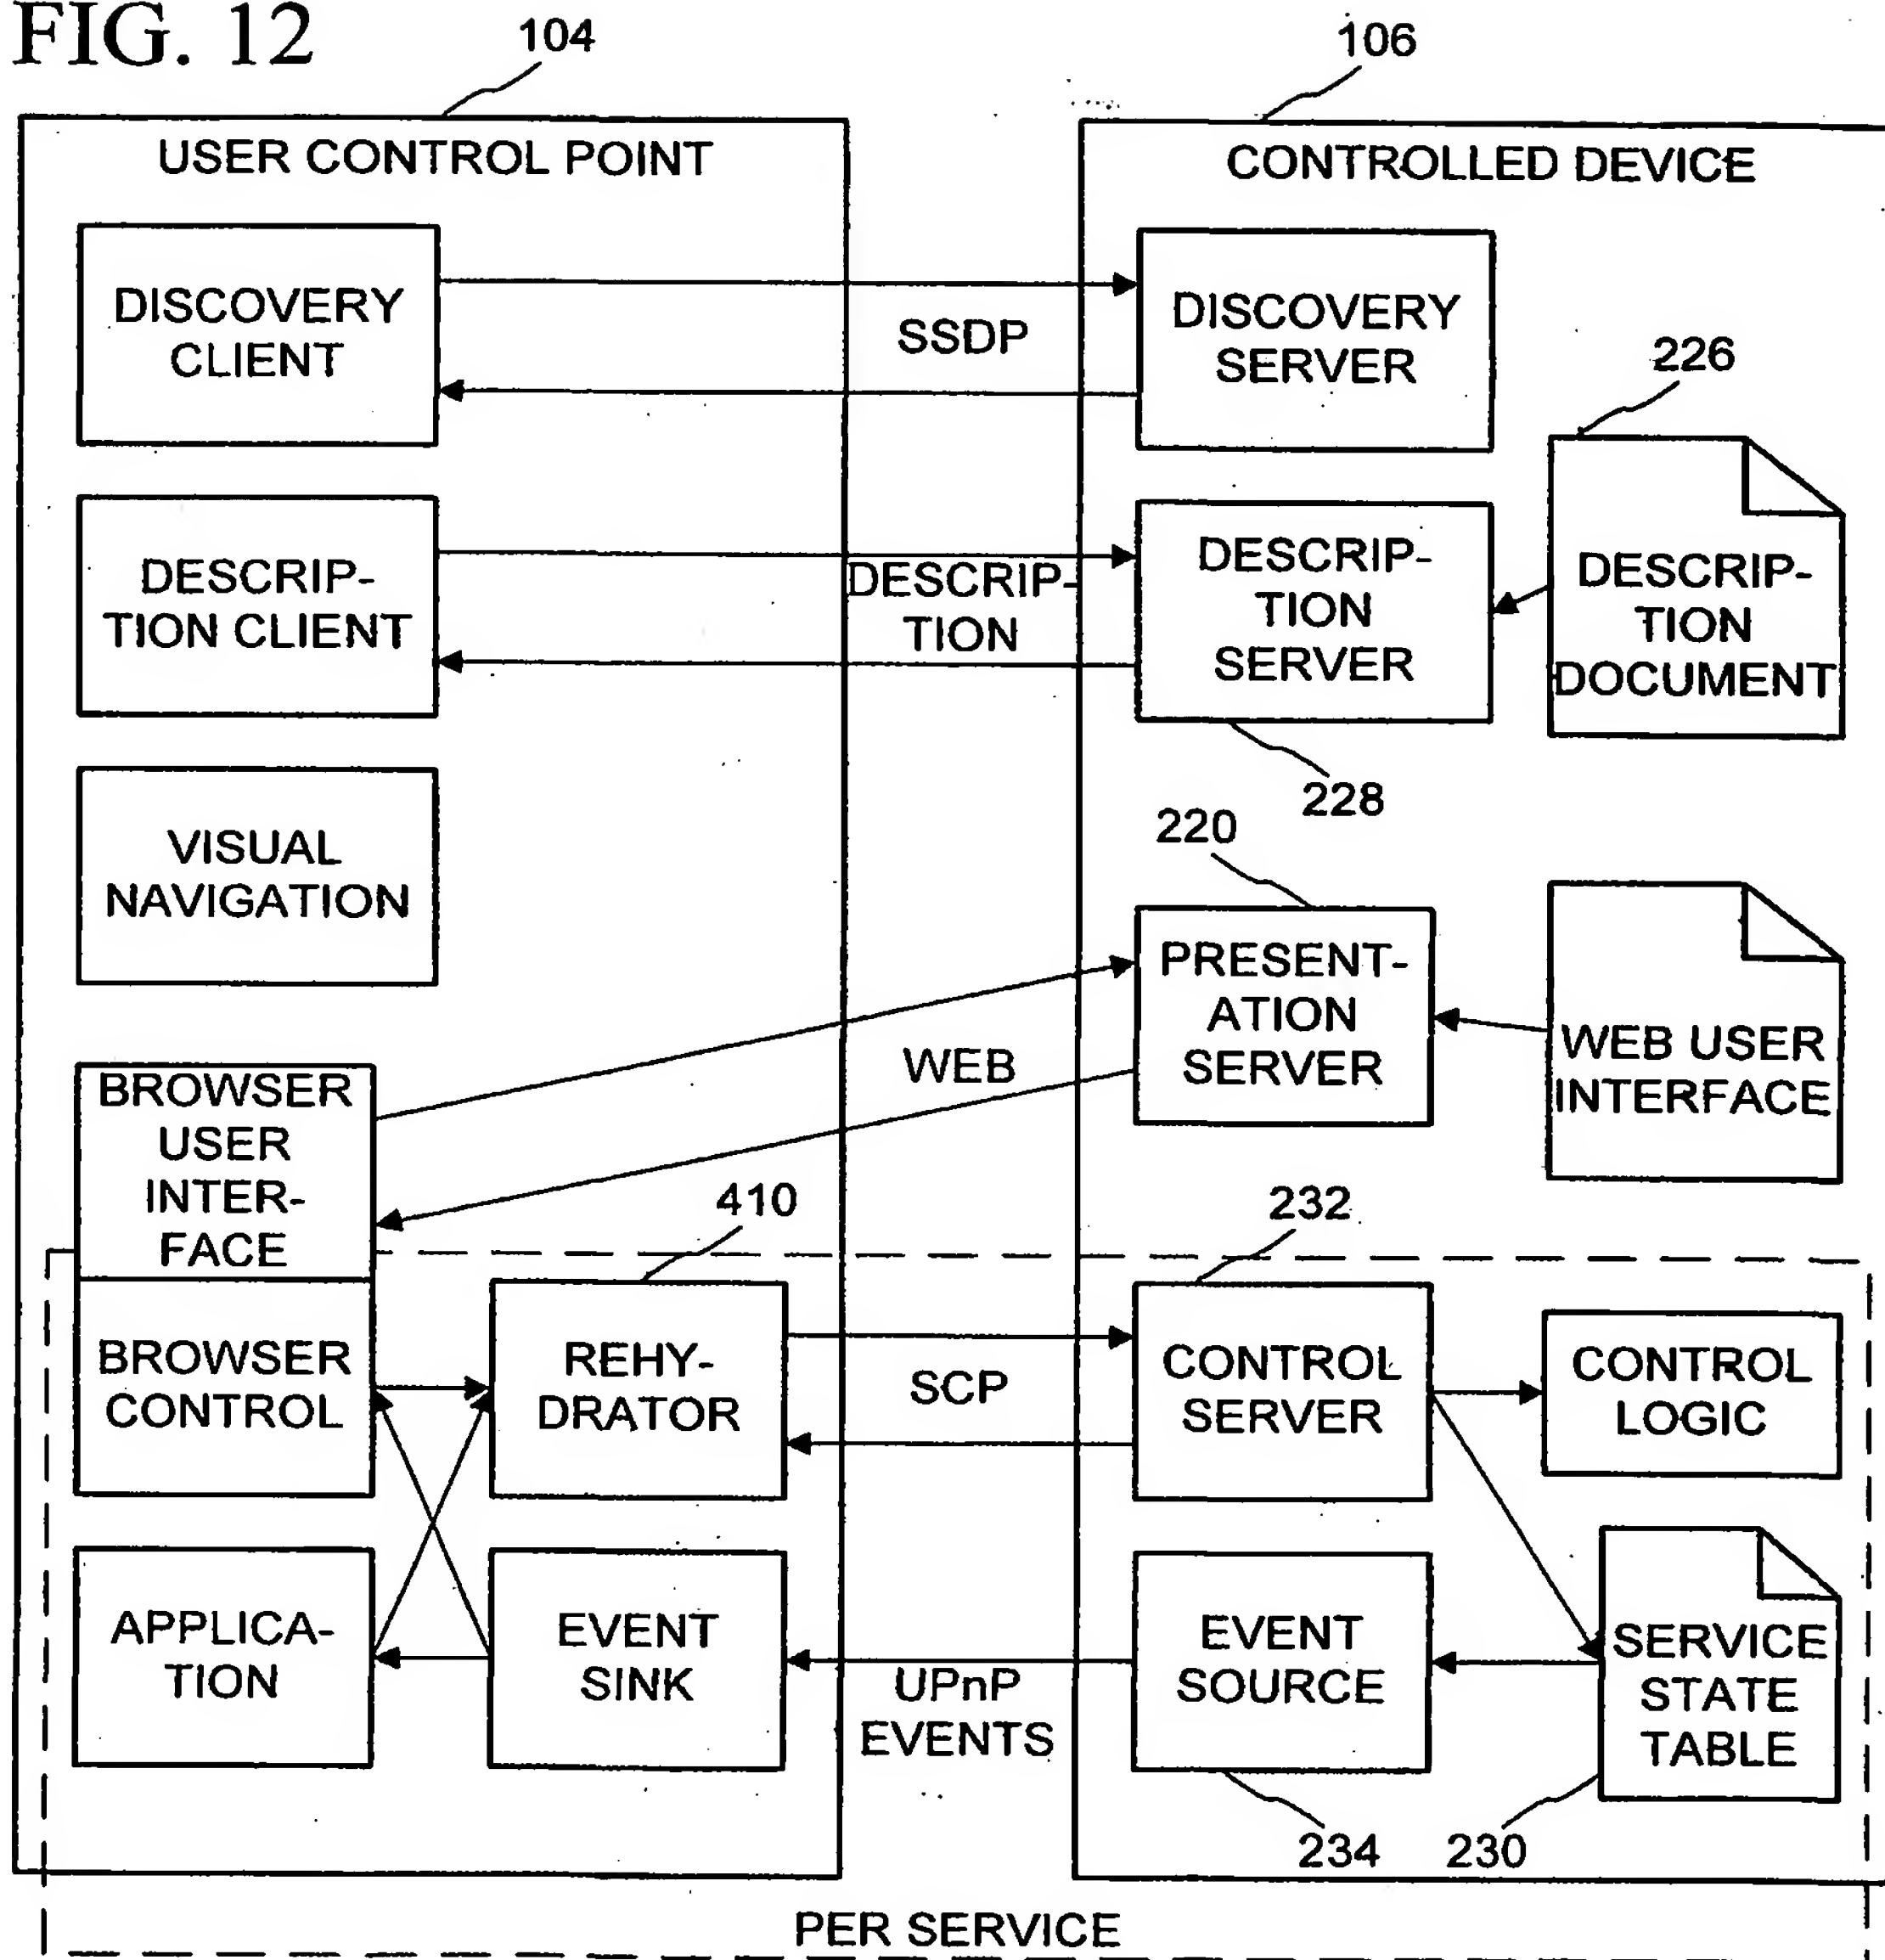 FIG. 12
104
106
USER CONTROL POINT
CONTROLLED DEVICE
DISCOVERY
CLIENT
SSDP
DISCOVERY
SERVER
226
DESCRIP-
TION CLIENT
DESCRIP-
TION
DESCRIP-
TION
SERVER
DESCRIP-
TION
DOCUMENT
228
VISUAL
NAVIGATION
220
PRESENT-
ATION
SERVER
WEB USER
INTERFACE
WEB
BROWSER
USER
INTER-
FACE
410
232
BROWSER
CONTROL
REHY-
DRATOR
SCP
CONTROL
SERVER
CONTROL
LOGIC
APPLICA-
TION
EVENT
SINK
UPnP
EVENTS
EVENT
SOURCE
SERVICE
STATE
TABLE
234
230
PER SERVICE